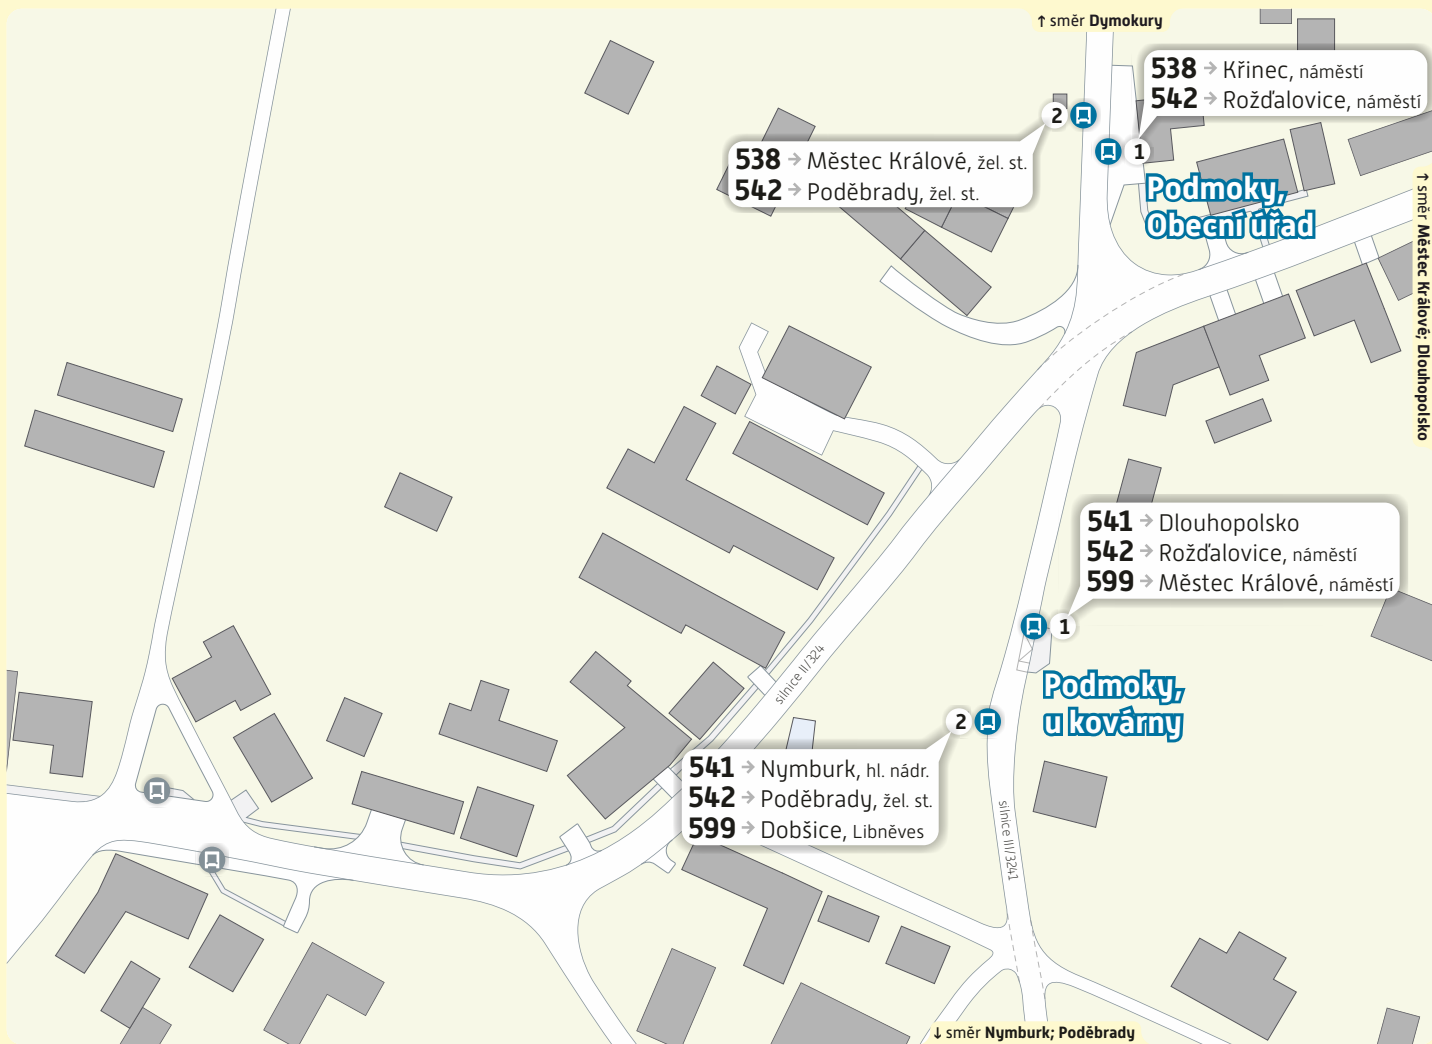 ↑ směr Dymokury
538 → Křinec, náměstí
542 → Rožďalovice, náměstí
2
1
538 → Městec Králové, žel. st.
542 → Poděbrady, žel. st.
Podmoky,
Obecní úřad
↑ směr Městec Králové; Dlouhopolsko
541 → Dlouhopolsko
542 → Rožďalovice, náměstí
599 → Městec Králové, náměstí
1
silnice II/324
Podmoky,
u kovárny
2
541 → Nymburk, hl. nádr.
542 → Poděbrady, žel. st.
599 → Dobšice, Libněves
silnice III/3241
↓ směr Nymburk; Poděbrady